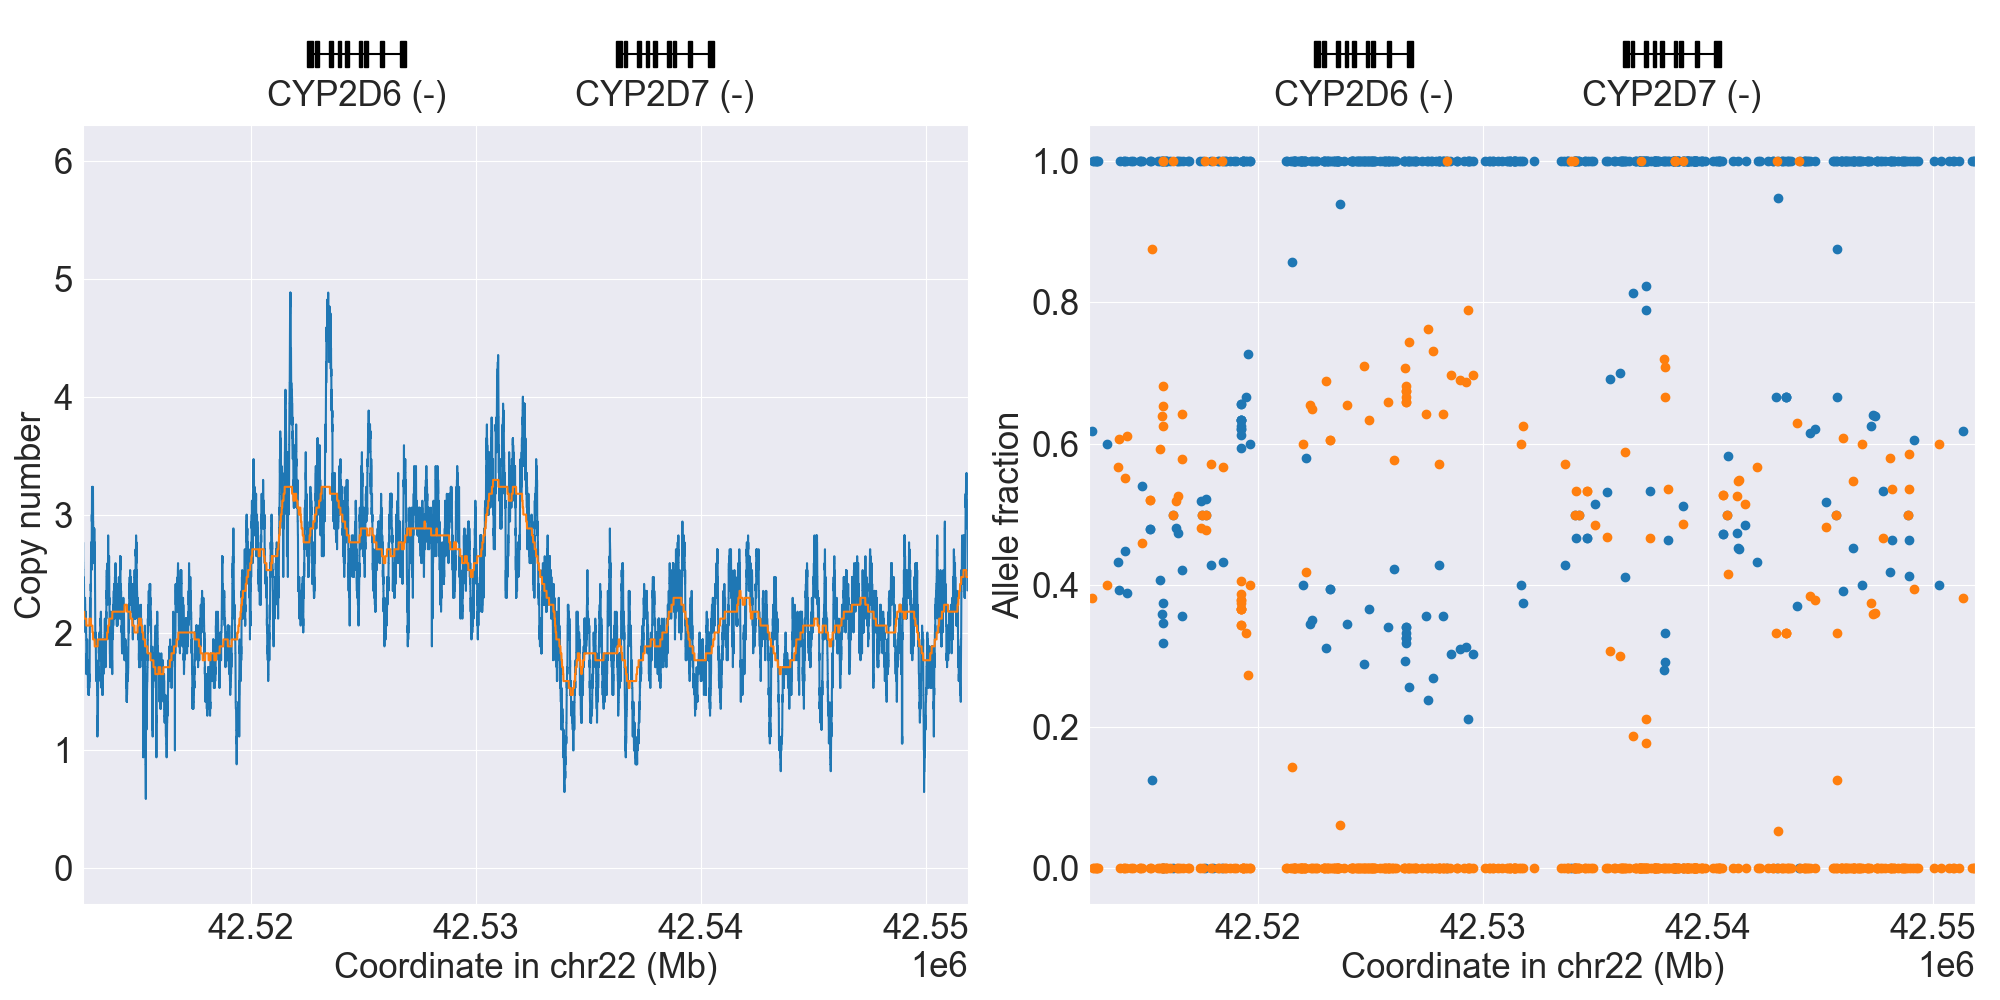 CYP2D6 (-) CYP2D7 (-)
6
5
4
3
2
1
0
Copy number
42.52 42.53 42.54 42.55
Coordinate in chr22 (Mb) 1e6
CYP2D6 (-) CYP2D7 (-)
1.0
0.8
0.6
0.4
0.2
0.0
Allele fraction
42.52 42.53 42.54 42.55
Coordinate in chr22 (Mb) 1e6